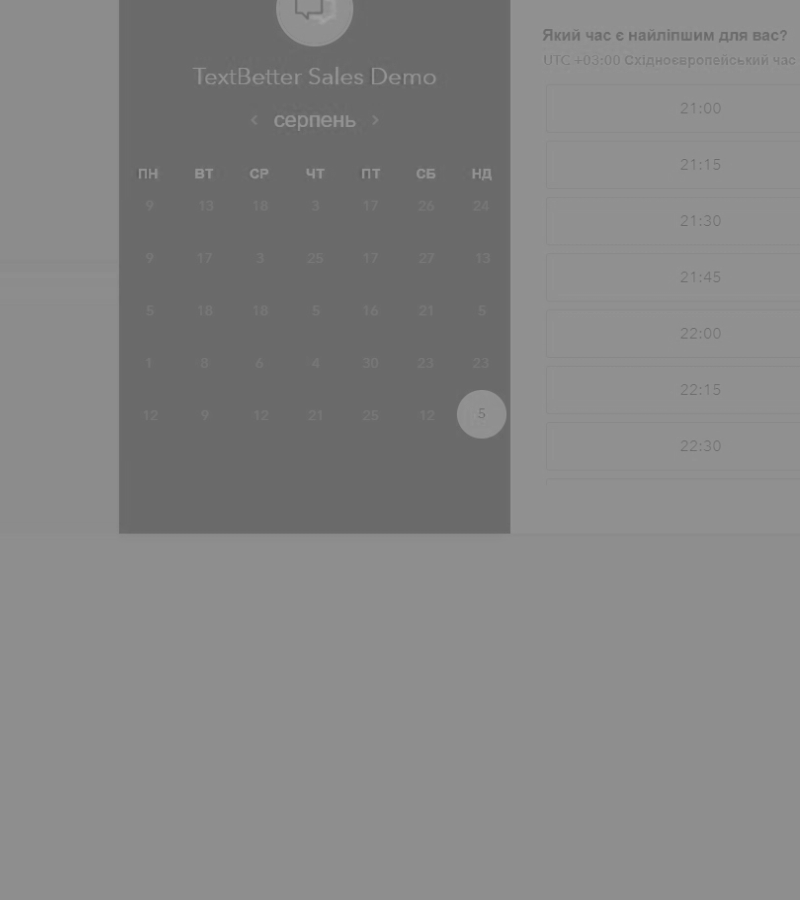 TextBetter Sales Demo
‹ серпень ›
ПН ВТ СР ЧТ ПТ СБ НД
9 13 18 3 17 26 24
9 17 3 25 17 27 13
5 18 18 5 16 21 5
1 8 6 4 30 23 23
12 9 12 21 25 12 5
Який час є найліпшим для вас?
UTC +03:00 Східноєвропейський час
21:00
21:15
21:30
21:45
22:00
22:15
22:30